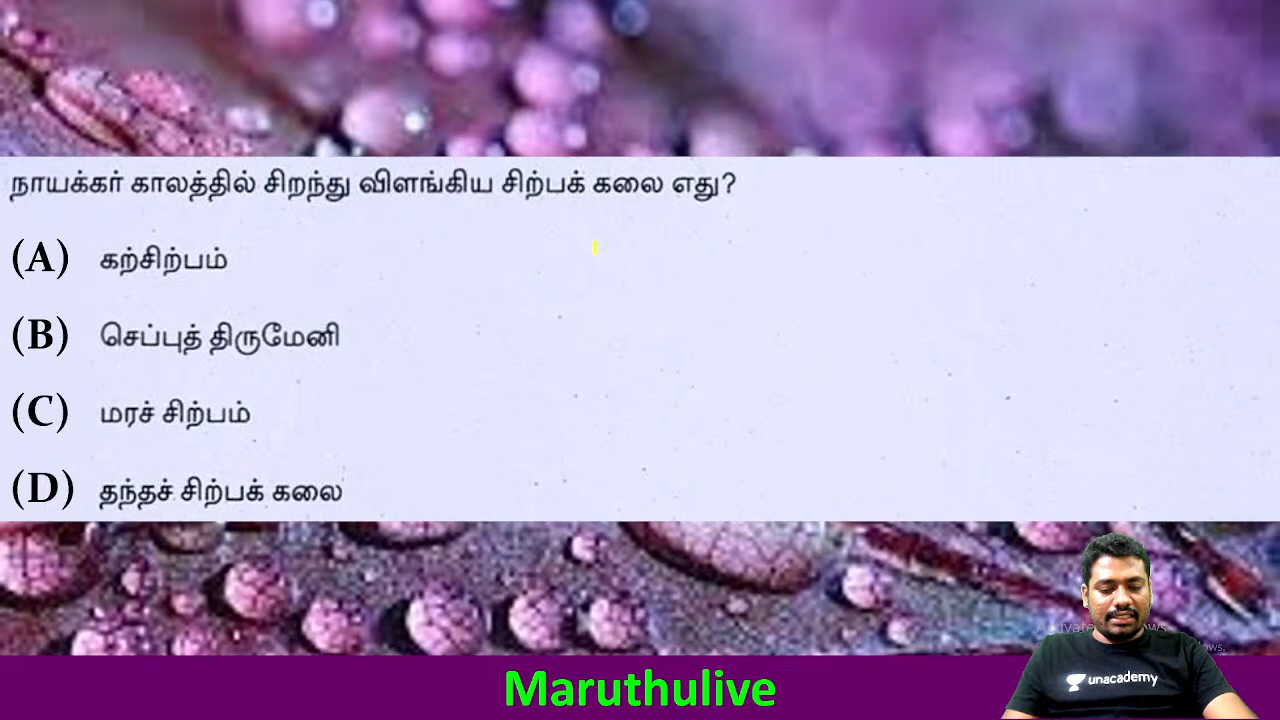 நாயக்கர் காலத்தில் சிறந்து விளங்கிய சிற்பக் கலை எது?
(A) கற்சிற்பம்
(B) செப்புத் திருமேனி
(C) மரச் சிற்பம்
(D) தந்தச் சிற்பக் கலை
unacademy
Maruthulive